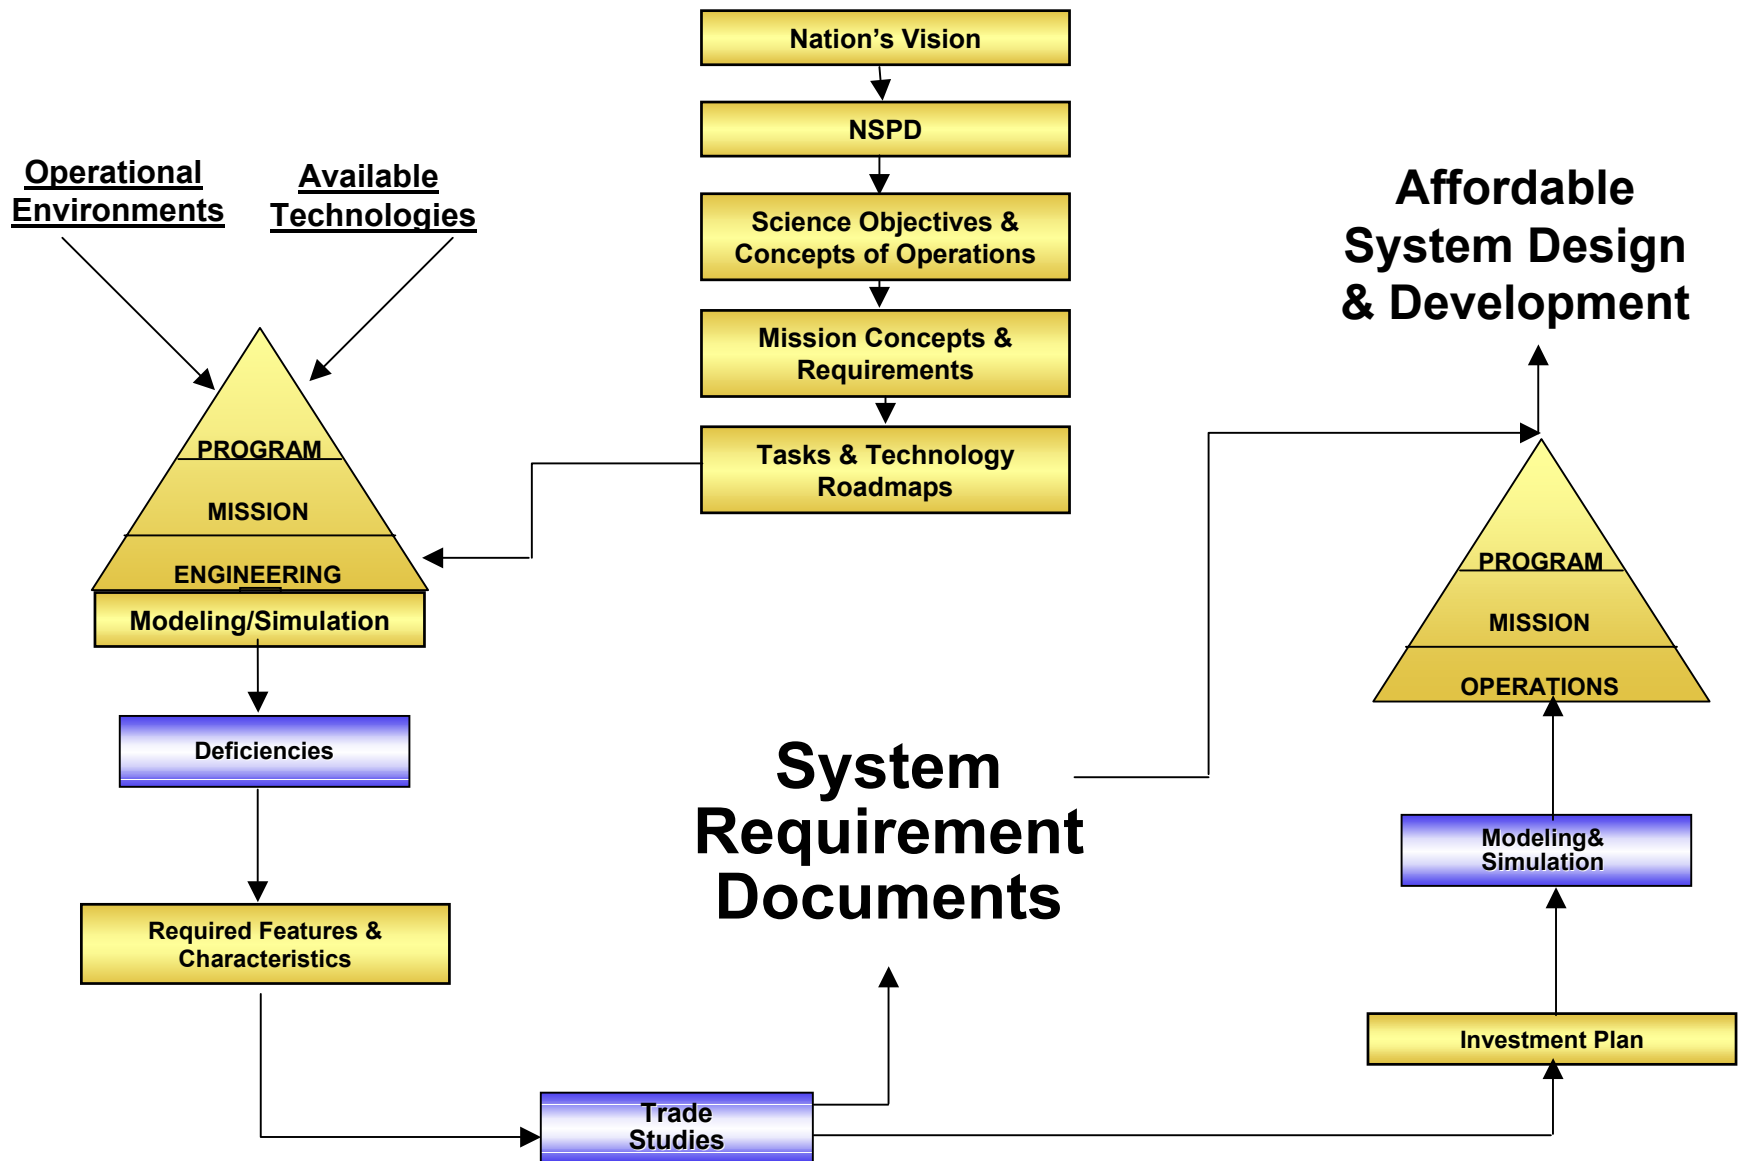 Nation's Vision
NSPD
Science Objectives &
Concepts of Operations
Mission Concepts &
Requirements
Tasks & Technology
Roadmaps
Operational
Environments
Available
Technologies
PROGRAM
MISSION
ENGINEERING
Modeling/Simulation
Deficiencies
Required Features &
Characteristics
Trade
Studies
System
Requirement
Documents
Affordable
System Design
& Development
PROGRAM
MISSION
OPERATIONS
Modeling&
Simulation
Investment Plan